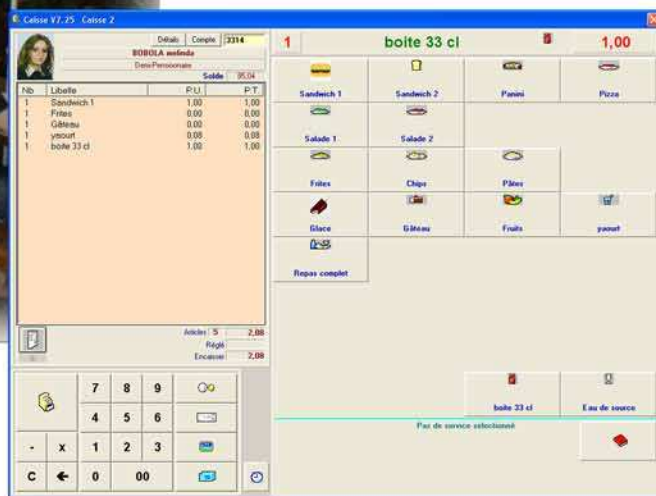 Caisse V7.25 Caisse 2
Détails Compte 3314
BOBOLA melinda
Demi-Pensionnaire
Solde 95,04
Nb Libelle P.U. P.T.
1 Sandwich 1 1,00 1,00
1 Frites 0,00 0,00
1 Gâteau 0,00 0,00
1 yaourt 0,08 0,08
1 boite 33 cl 1,00 1,00
Articles 5 2,08
Réglé
Encaisser 2,08
7 8 9
4 5 6
- x 1 2 3
C 0 00
1 boite 33 cl 1,00
Sandwich 1 Sandwich 2 Panini Pizza
Salade 1 Salade 2
Frites Chips Pâtes
Glace Gâteau Fruits yaourt
Repas complet
boite 33 cl Eau de source
Pas de service selectionné